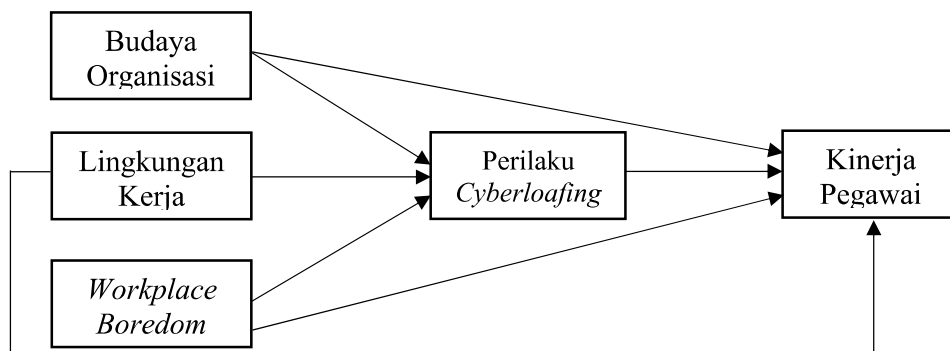 Budaya
Organisasi
Lingkungan
Kerja
Workplace
Boredom
Perilaku
Cyberloafing
Kinerja
Pegawai